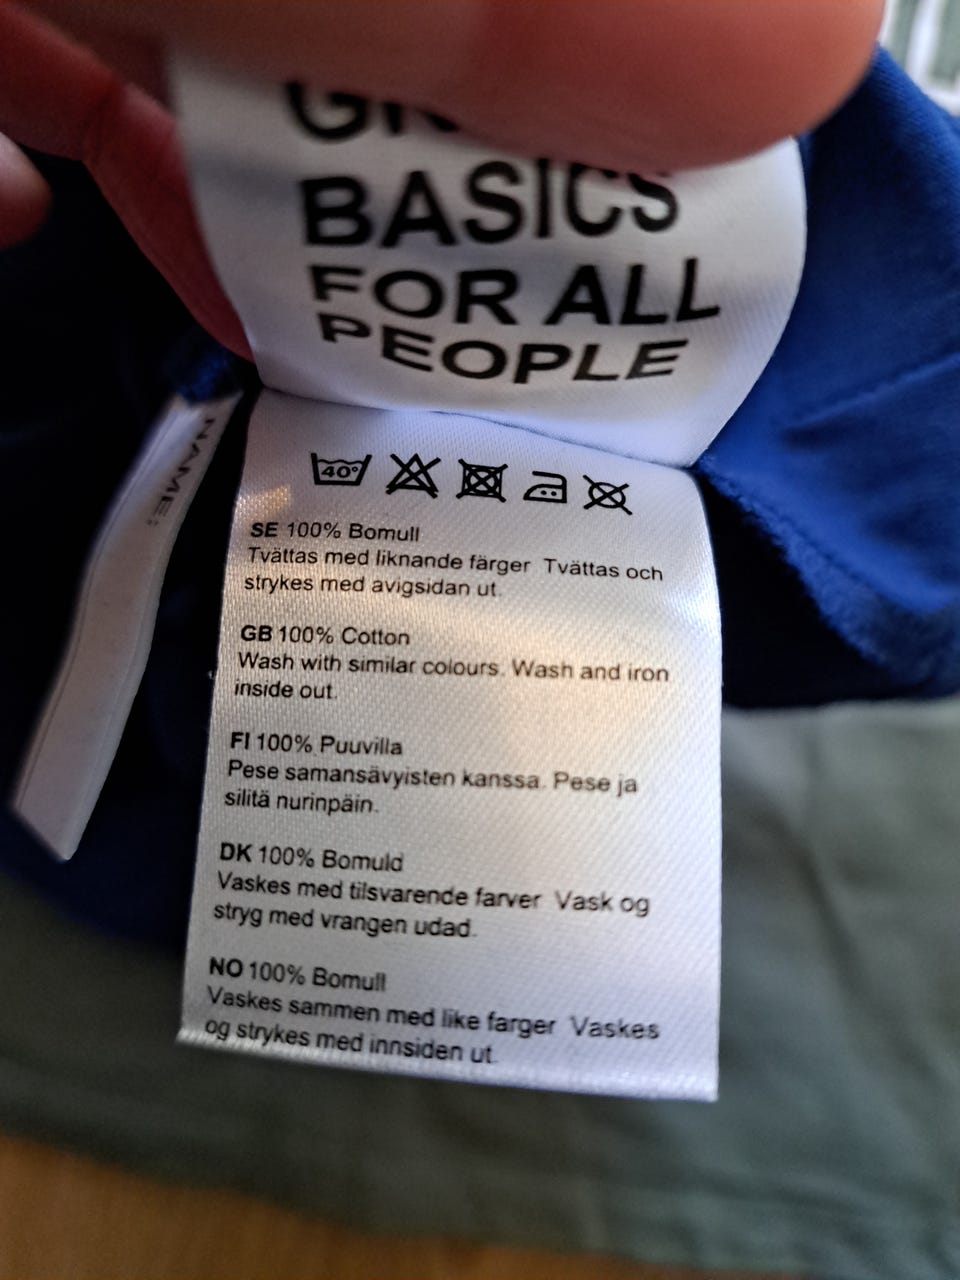 BASICS
FOR ALL
PEOPLE
NAME:
40°
SE 100% Bomull
Tvättas med liknande färger Tvättas och
strykes med avigsidan ut.
GB 100% Cotton
Wash with similar colours. Wash and iron
inside out.
FI 100% Puuvilla
Pese samansävyisten kanssa. Pese ja
silitä nurinpäin.
DK 100% Bomuld
Vaskes med tilsvarende farver Vask og
stryg med vrangen udad.
NO 100% Bomull
Vaskes sammen med like farger Vaskes
og strykes med innsiden ut.